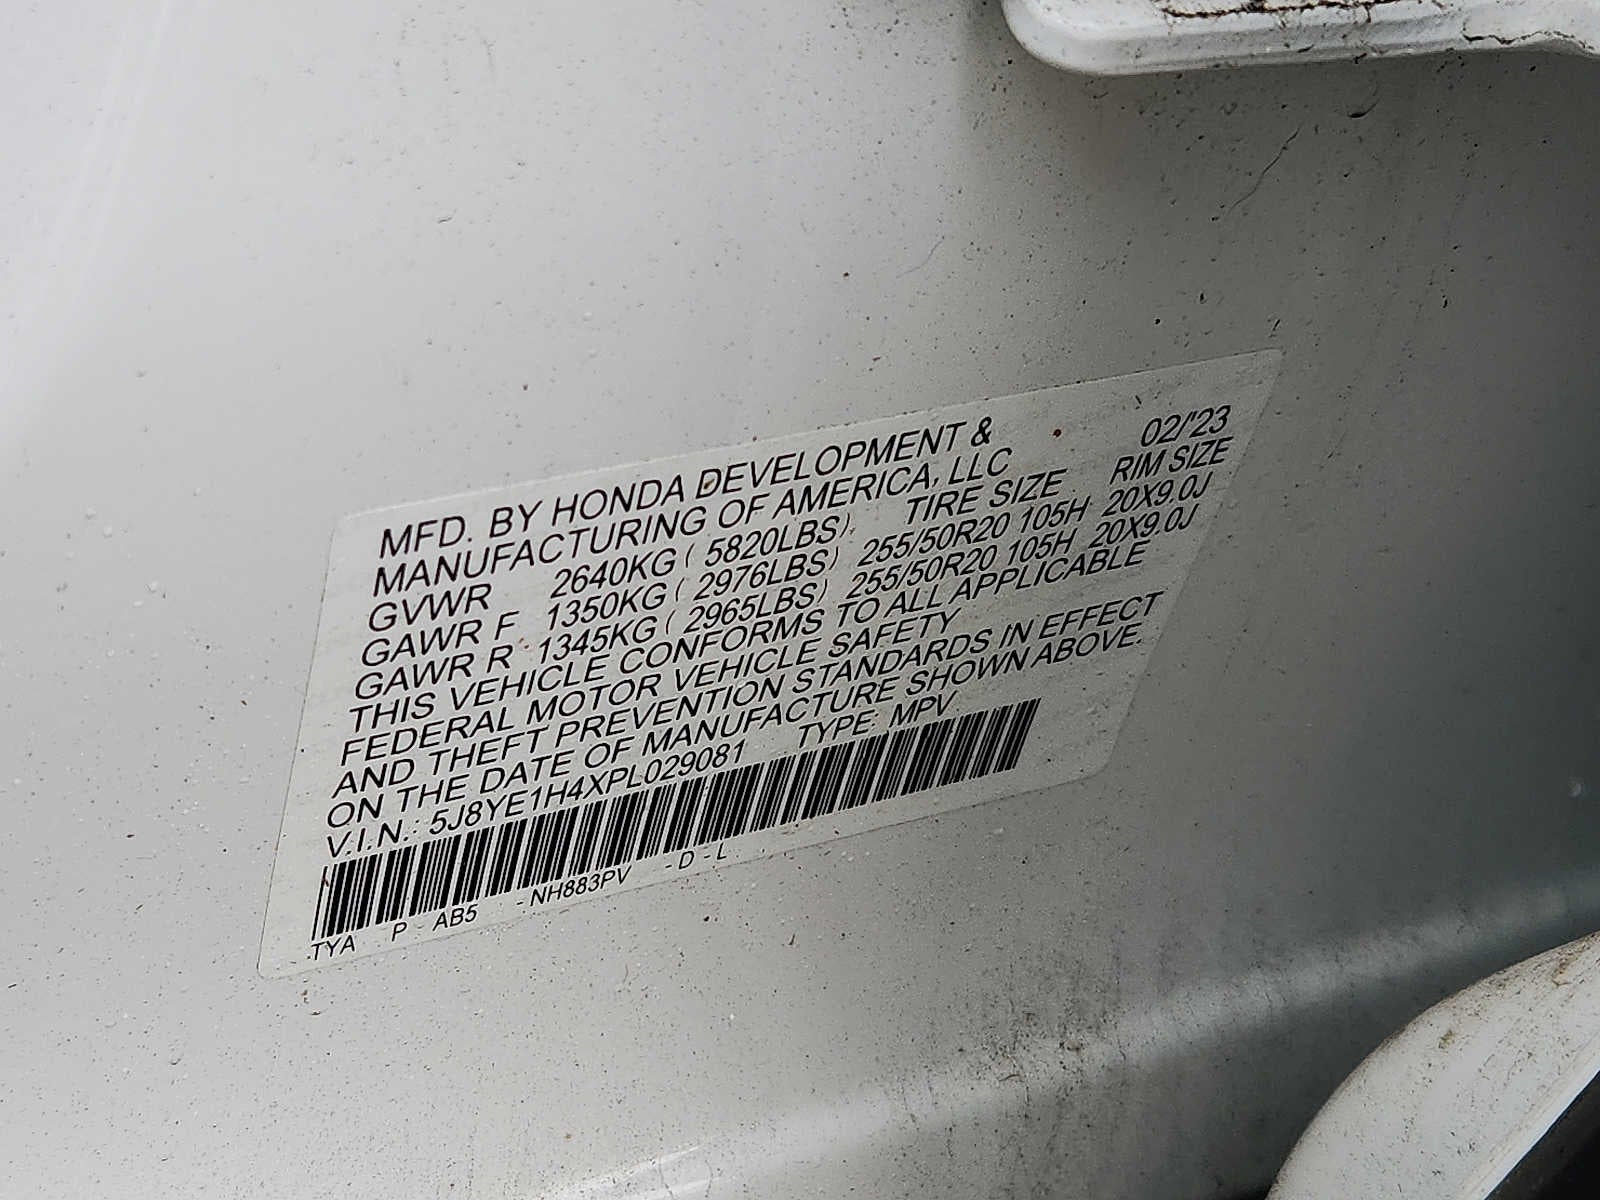 MFD. BY HONDA DEVELOPMENT & 02/'23
MANUFACTURING OF AMERICA, LLC
GVWR 2640KG ( 5820LBS) TIRE SIZE RIM SIZE
GAWR F 1350KG ( 2976LBS) 255/50R20 105H 20X9.0J
GAWR R 1345KG ( 2965LBS) 255/50R20 105H 20X9.0J
THIS VEHICLE CONFORMS TO ALL APPLICABLE
FEDERAL MOTOR VEHICLE SAFETY
AND THEFT PREVENTION STANDARDS IN EFFECT
ON THE DATE OF MANUFACTURE SHOWN ABOVE.
V.I.N.: 5J8YE1H4XPL029081 TYPE: MPV
TYA P - AB5 - NH883PV - D - L